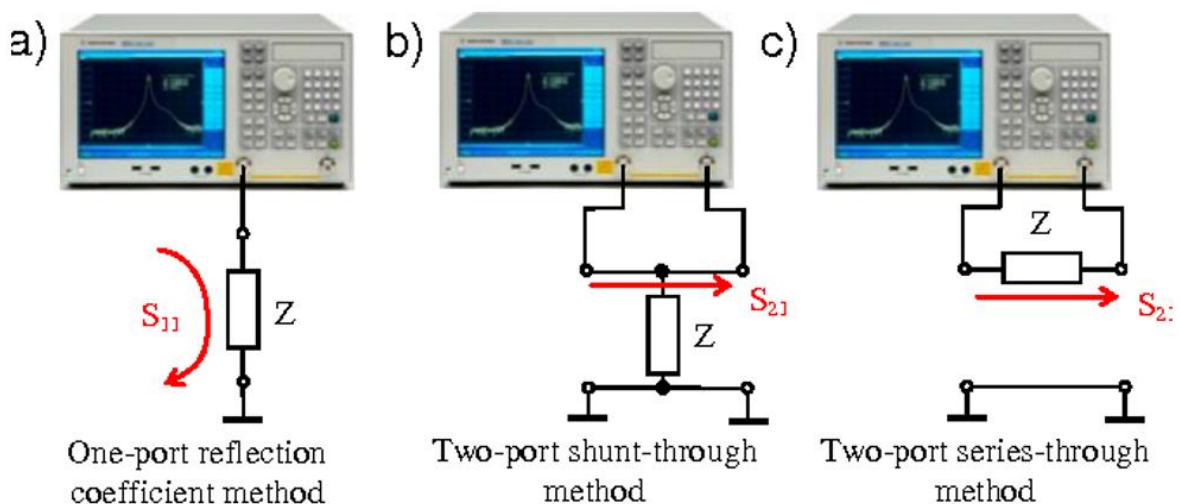 a)
b)
c)
S11
Z
Z
S21
Z
S21
One-port reflection
coefficient method
Two-port shunt-through
method
Two-port series-through
method